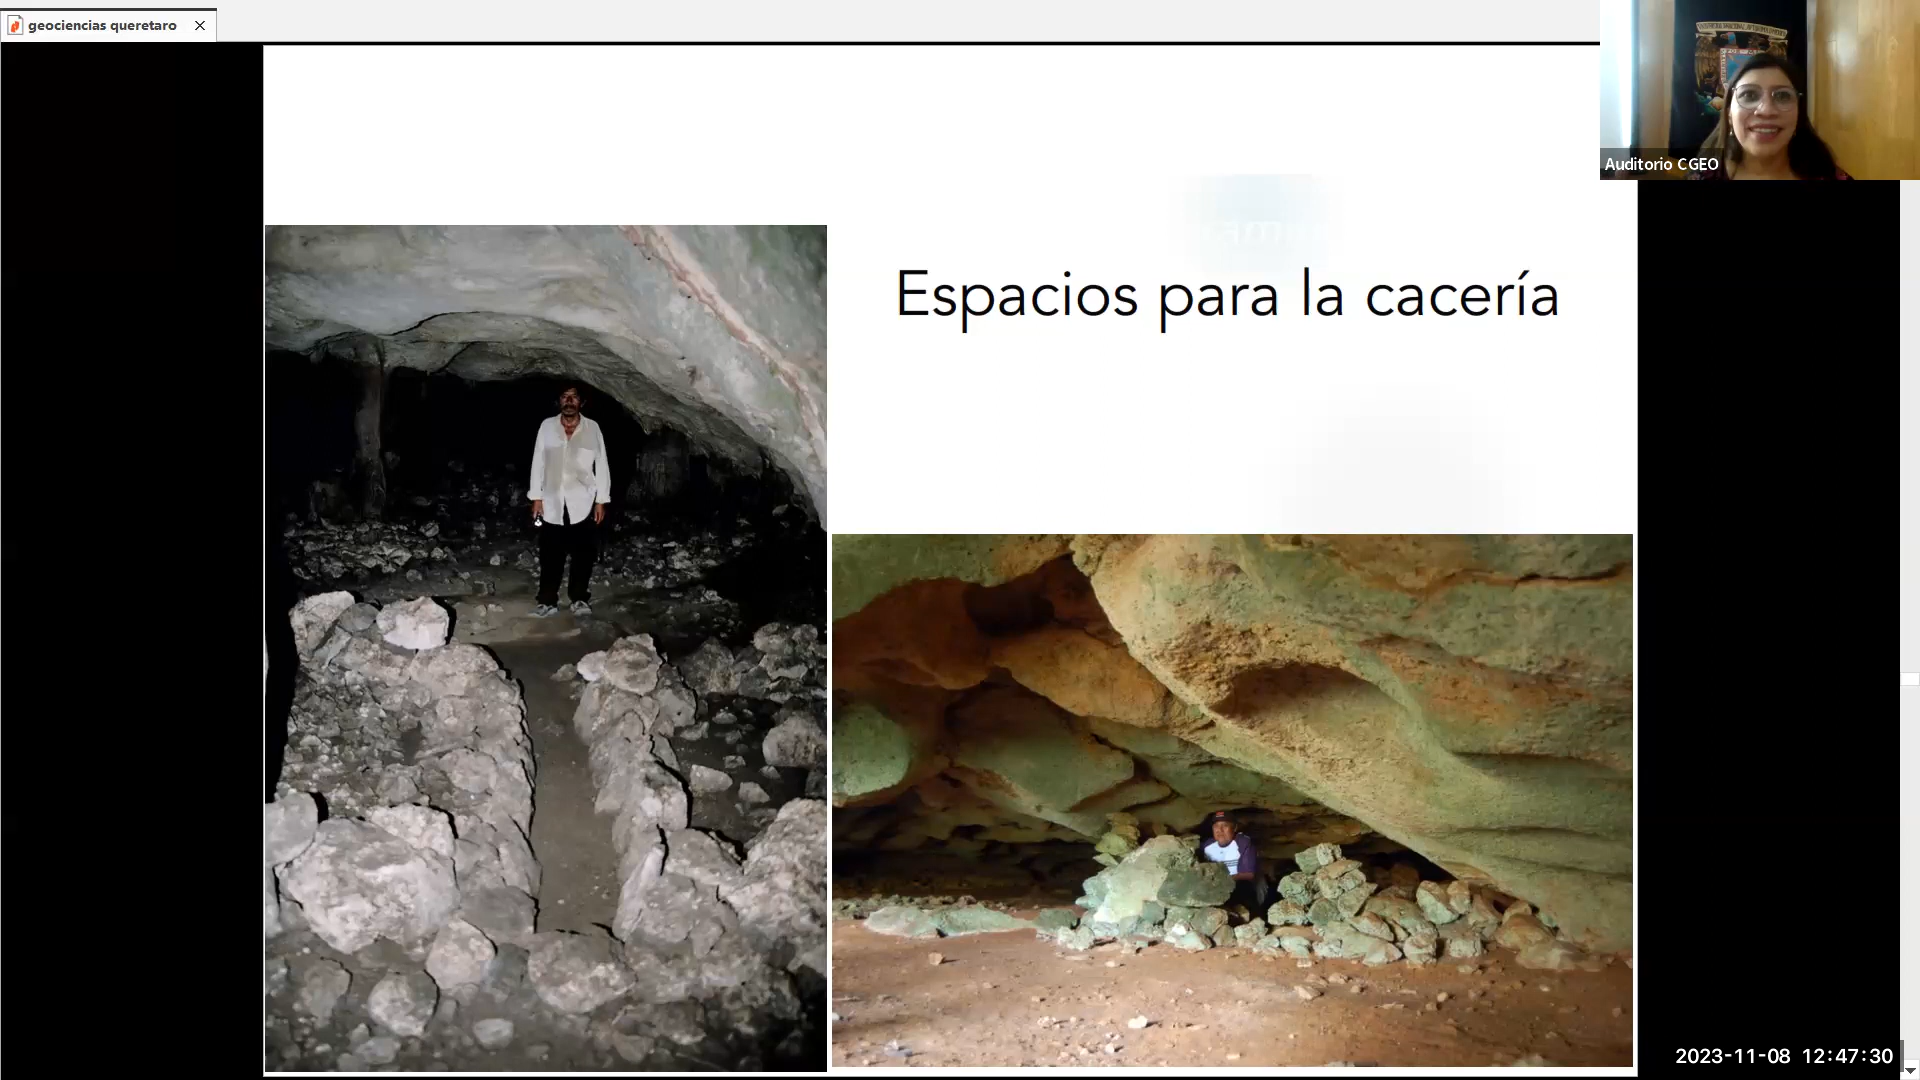 geociencias queretaro
Auditorio CGEO
Espacios para la cacería
2023-11-08 12:47:30